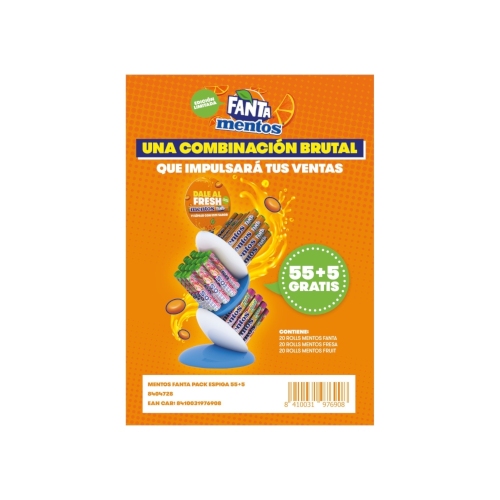 EDICIÓN
LIMITADA
FANTA
mentos
UNA COMBINACIÓN BRUTAL
QUE IMPULSARÁ TUS VENTAS
DALE AL
FRESH
mentos
55+5
GRATIS
CONTIENE:
20 ROLLS MENTOS FANTA
20 ROLLS MENTOS FRESA
20 ROLLS MENTOS FRUIT
MENTOS FANTA PACK ESPIGA 55+5
8454728
EAN CAR: 8410031976908
8 410031 976908